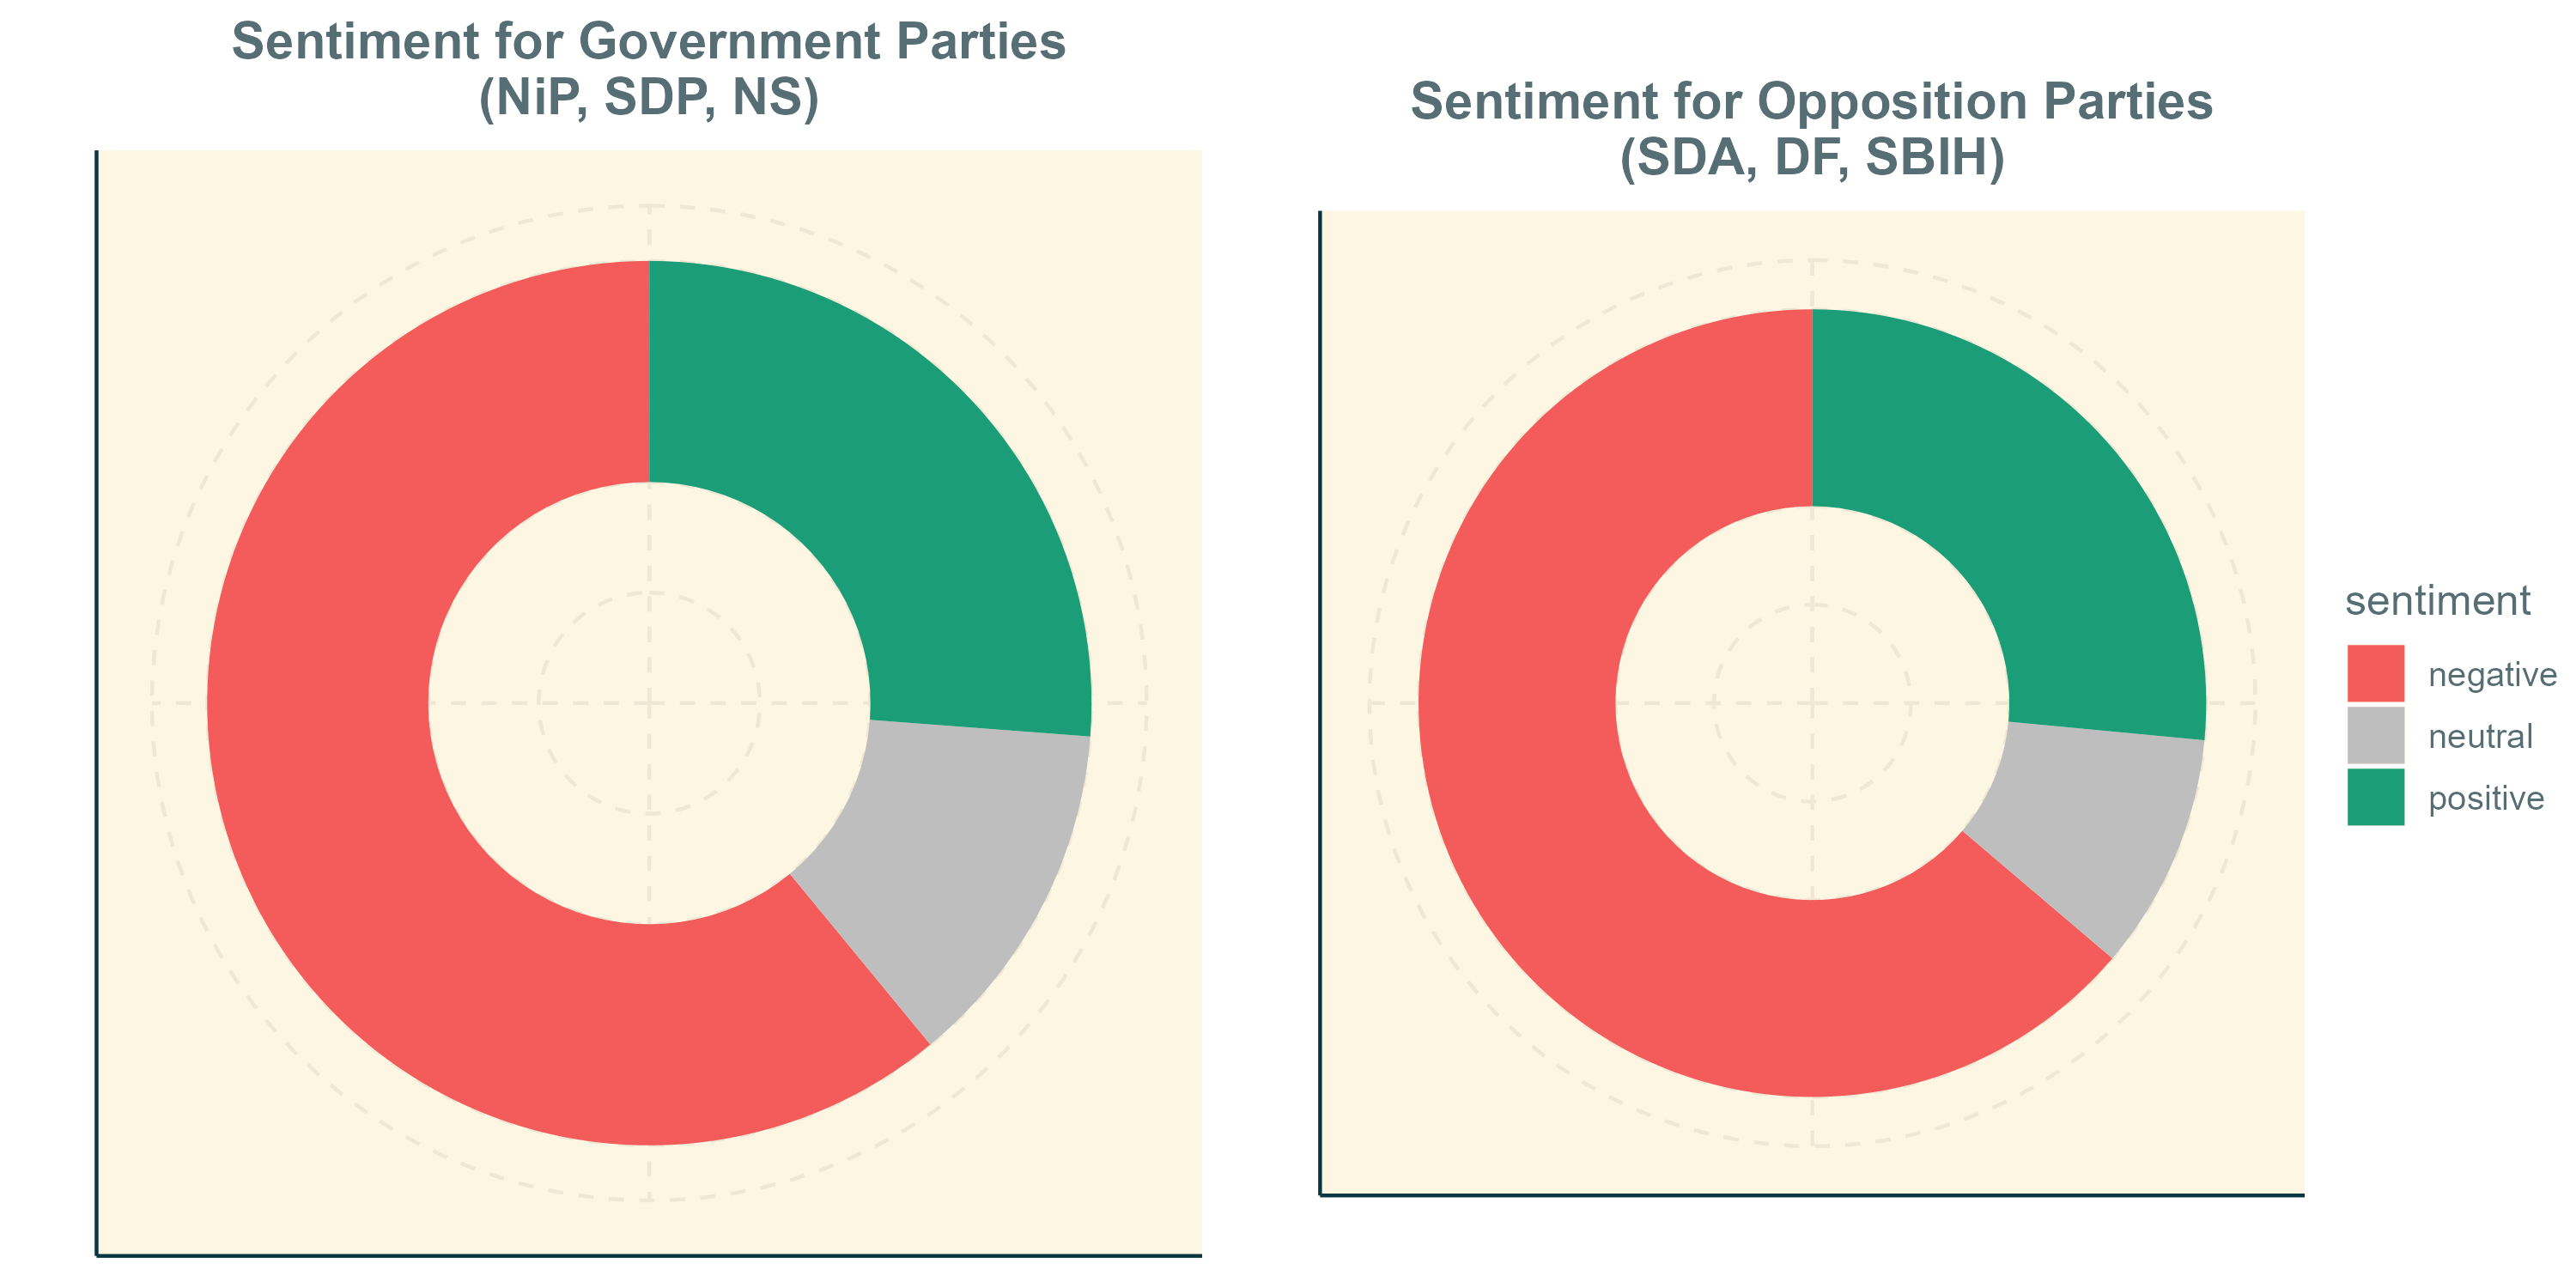 Sentiment for Government Parties
(NiP, SDP, NS)
Sentiment for Opposition Parties
(SDA, DF, SBIH)
sentiment
negative
neutral
positive